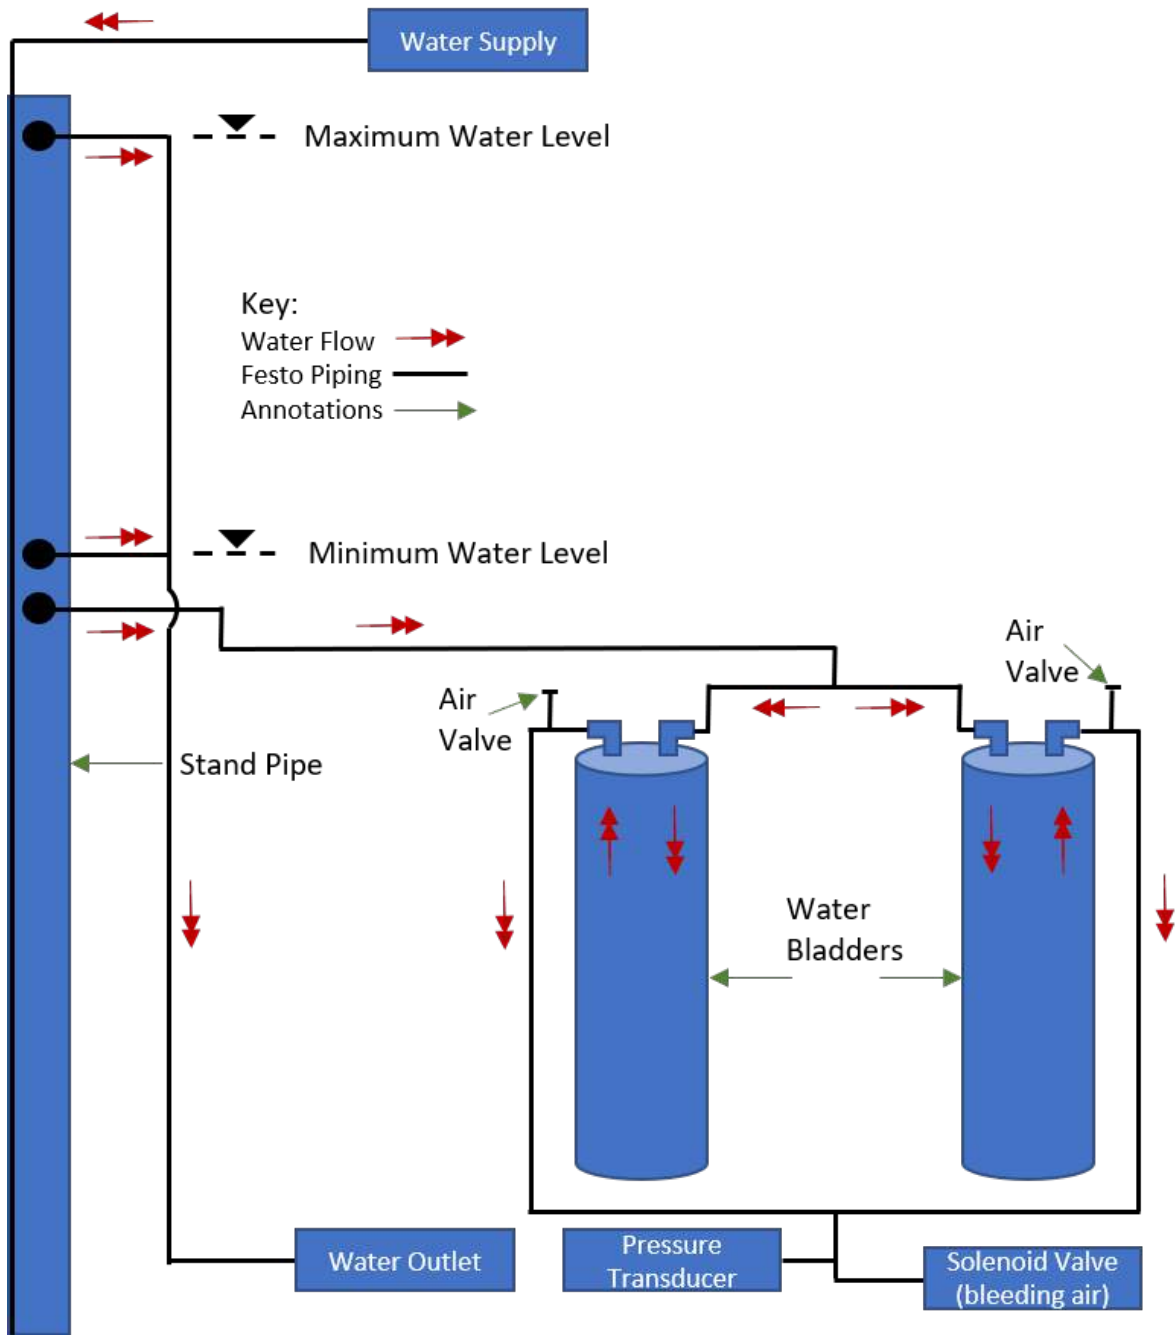 Water Supply
Maximum Water Level
Key:
Water Flow
Festo Piping
Annotations
Minimum Water Level
Air
Valve
Air
Valve
Stand Pipe
Water
Bladders
Water Outlet
Pressure
Transducer
Solenoid Valve
(bleeding air)